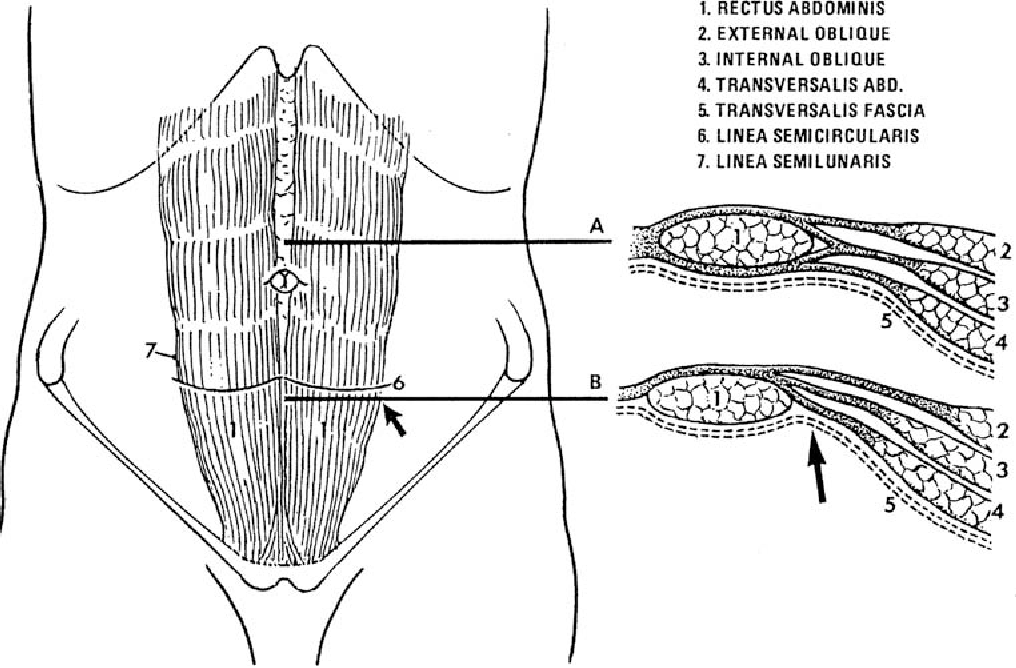 1. RECTUS ABDOMINIS
2. EXTERNAL OBLIQUE
3. INTERNAL OBLIQUE
4. TRANSVERSALIS ABD.
5. TRANSVERSALIS FASCIA
6. LINEA SEMICIRCULARIS
7. LINEA SEMILUNARIS
A
1
2
3
4
5
7
6
B
1
1
2
3
4
5